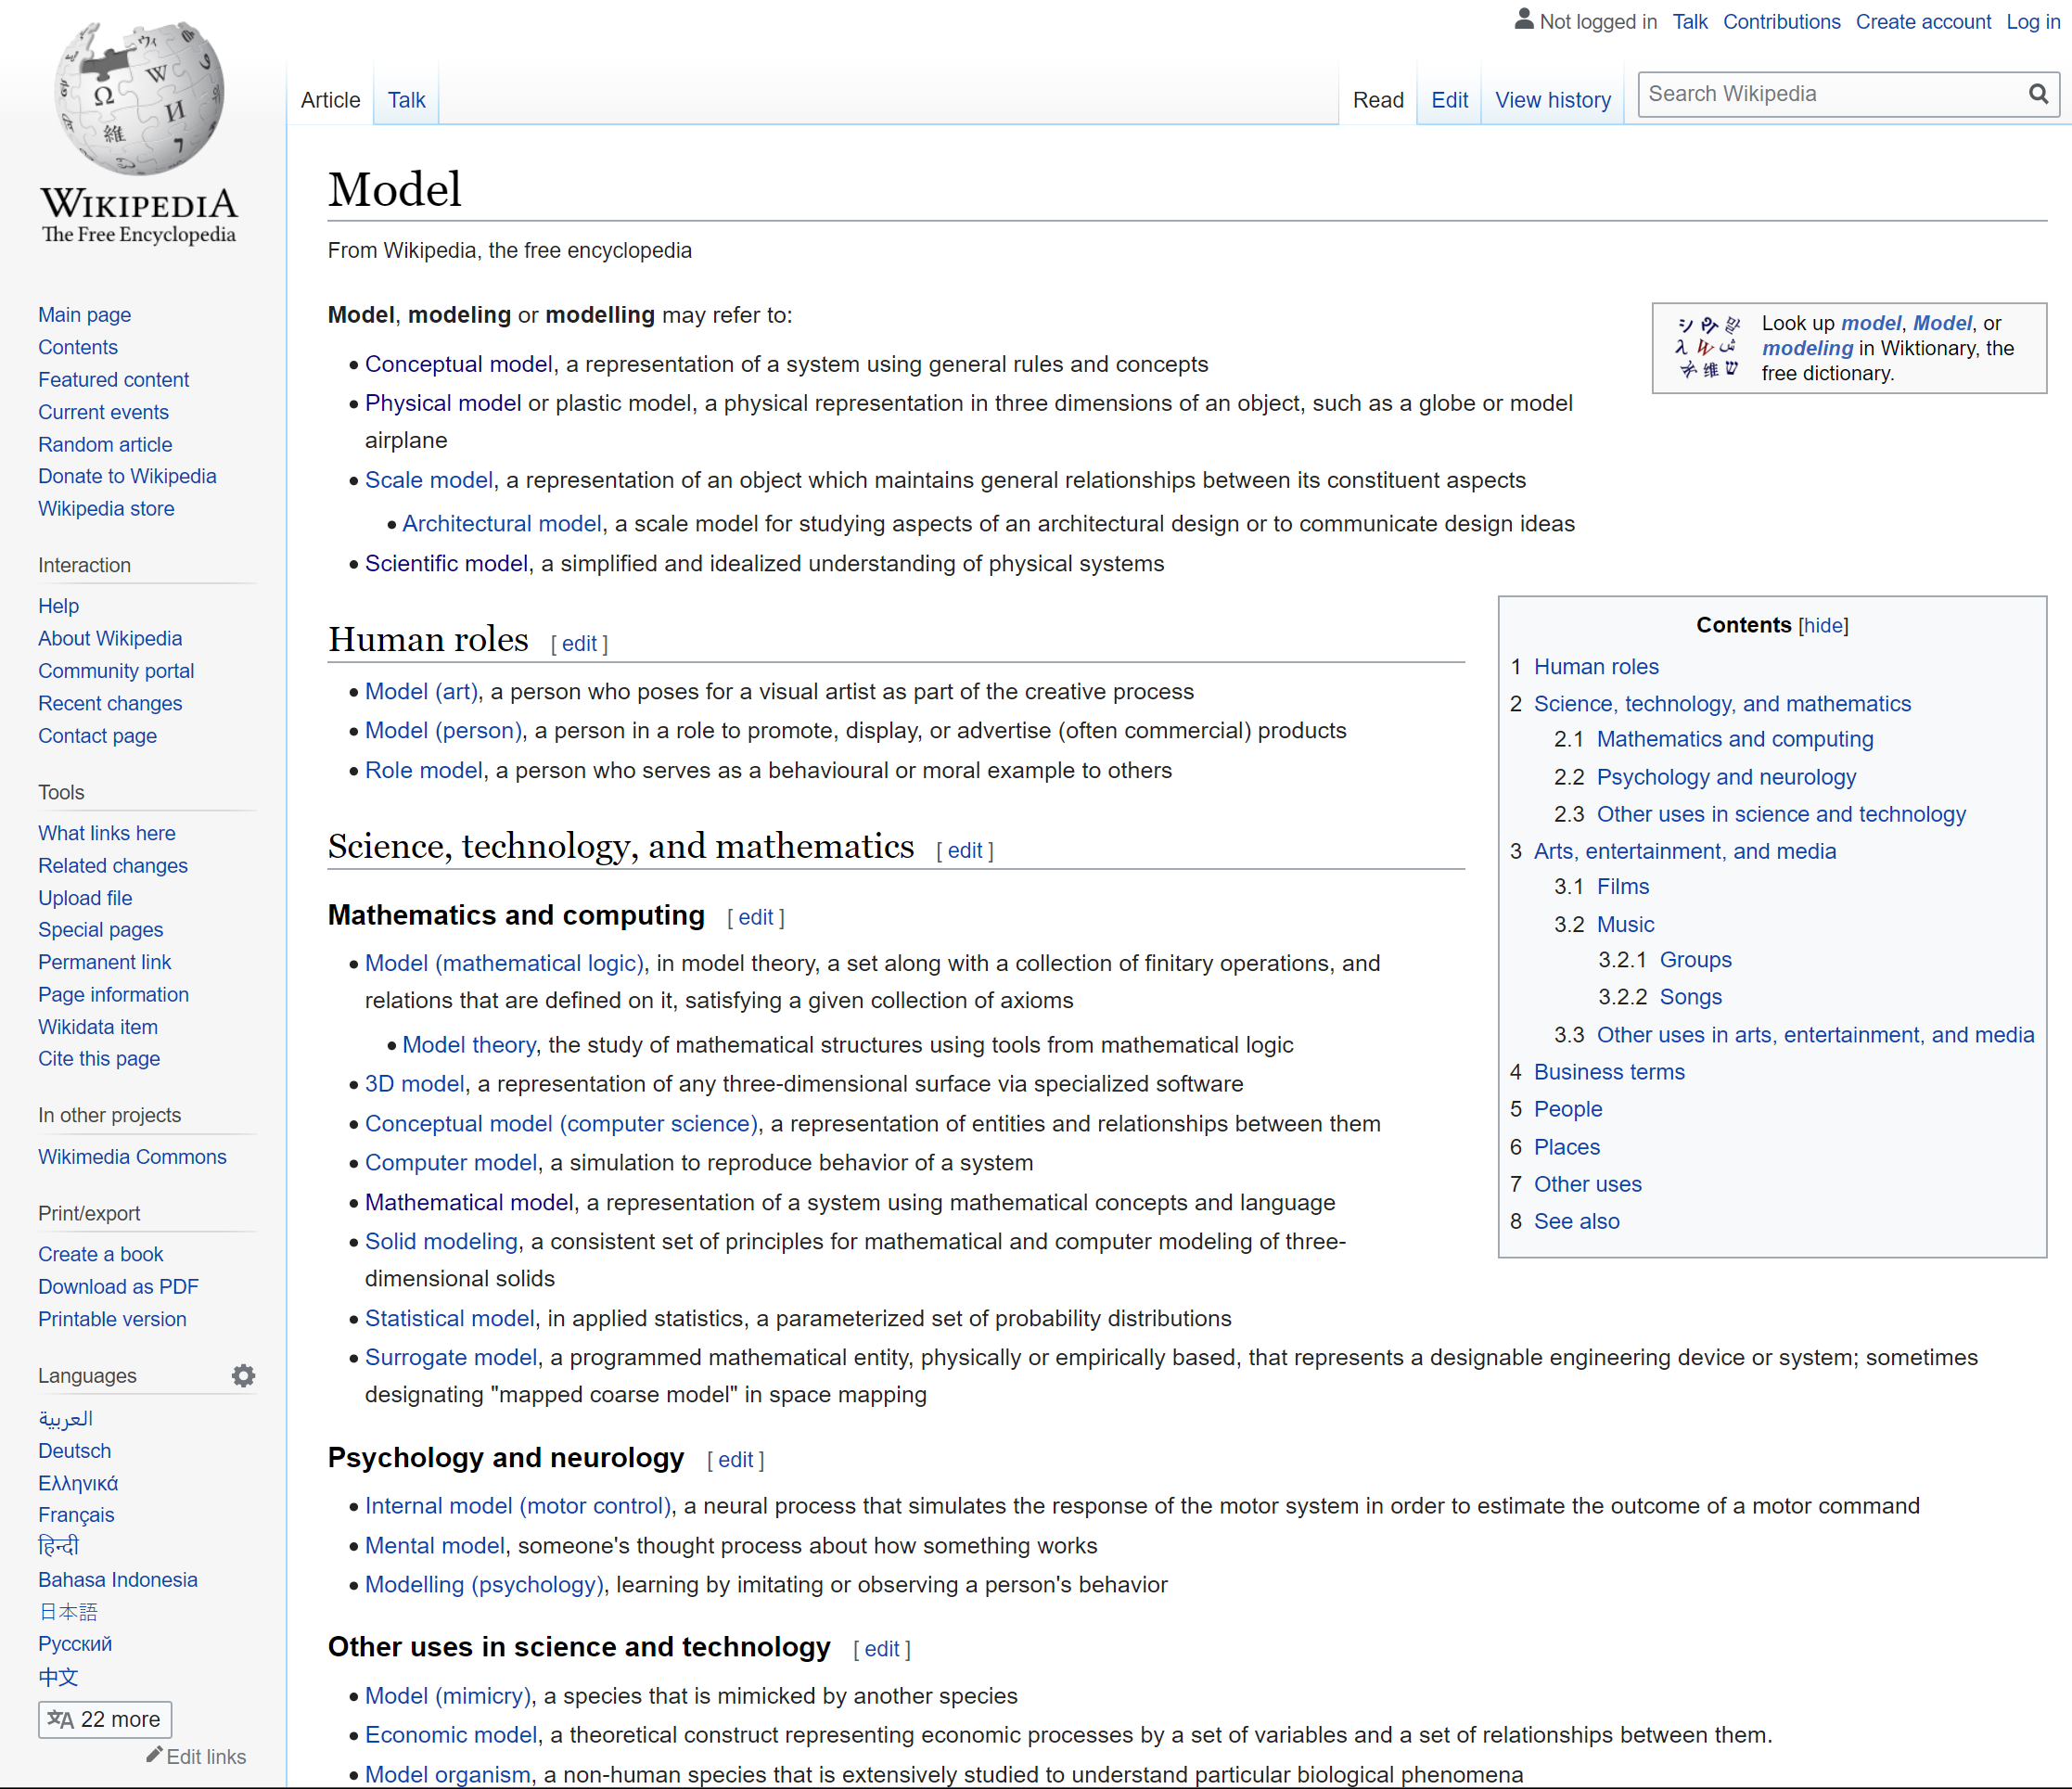 Not logged in Talk Contributions Create account Log in
Article Talk Read Edit View history Search Wikipedia
WIKIPEDIA
The Free Encyclopedia
Main page
Contents
Featured content
Current events
Random article
Donate to Wikipedia
Wikipedia store
Interaction
Help
About Wikipedia
Community portal
Recent changes
Contact page
Tools
What links here
Related changes
Upload file
Special pages
Permanent link
Page information
Wikidata item
Cite this page
In other projects
Wikimedia Commons
Print/export
Create a book
Download as PDF
Printable version
Languages
العربية
Deutsch
Ελληνικά
Français
हिन्दी
Bahasa Indonesia
日本語
Русский
中文
22 more
Edit links
Model
From Wikipedia, the free encyclopedia
Model, modeling or modelling may refer to:
• Conceptual model, a representation of a system using general rules and concepts
• Physical model or plastic model, a physical representation in three dimensions of an object, such as a globe or model
airplane
• Scale model, a representation of an object which maintains general relationships between its constituent aspects
• Architectural model, a scale model for studying aspects of an architectural design or to communicate design ideas
• Scientific model, a simplified and idealized understanding of physical systems
Look up model, Model, or
modeling in Wiktionary, the
free dictionary.
Human roles [ edit ]
• Model (art), a person who poses for a visual artist as part of the creative process
• Model (person), a person in a role to promote, display, or advertise (often commercial) products
• Role model, a person who serves as a behavioural or moral example to others
Contents [hide]
1 Human roles
2 Science, technology, and mathematics
2.1 Mathematics and computing
2.2 Psychology and neurology
2.3 Other uses in science and technology
3 Arts, entertainment, and media
3.1 Films
3.2 Music
3.2.1 Groups
3.2.2 Songs
3.3 Other uses in arts, entertainment, and media
4 Business terms
5 People
6 Places
7 Other uses
8 See also
Science, technology, and mathematics [ edit ]
Mathematics and computing [ edit ]
• Model (mathematical logic), in model theory, a set along with a collection of finitary operations, and
relations that are defined on it, satisfying a given collection of axioms
• Model theory, the study of mathematical structures using tools from mathematical logic
• 3D model, a representation of any three-dimensional surface via specialized software
• Conceptual model (computer science), a representation of entities and relationships between them
• Computer model, a simulation to reproduce behavior of a system
• Mathematical model, a representation of a system using mathematical concepts and language
• Solid modeling, a consistent set of principles for mathematical and computer modeling of three-
dimensional solids
• Statistical model, in applied statistics, a parameterized set of probability distributions
• Surrogate model, a programmed mathematical entity, physically or empirically based, that represents a designable engineering device or system; sometimes
designating "mapped coarse model" in space mapping
Psychology and neurology [ edit ]
• Internal model (motor control), a neural process that simulates the response of the motor system in order to estimate the outcome of a motor command
• Mental model, someone's thought process about how something works
• Modelling (psychology), learning by imitating or observing a person's behavior
Other uses in science and technology [ edit ]
• Model (mimicry), a species that is mimicked by another species
• Economic model, a theoretical construct representing economic processes by a set of variables and a set of relationships between them.
• Model organism, a non-human species that is extensively studied to understand particular biological phenomena